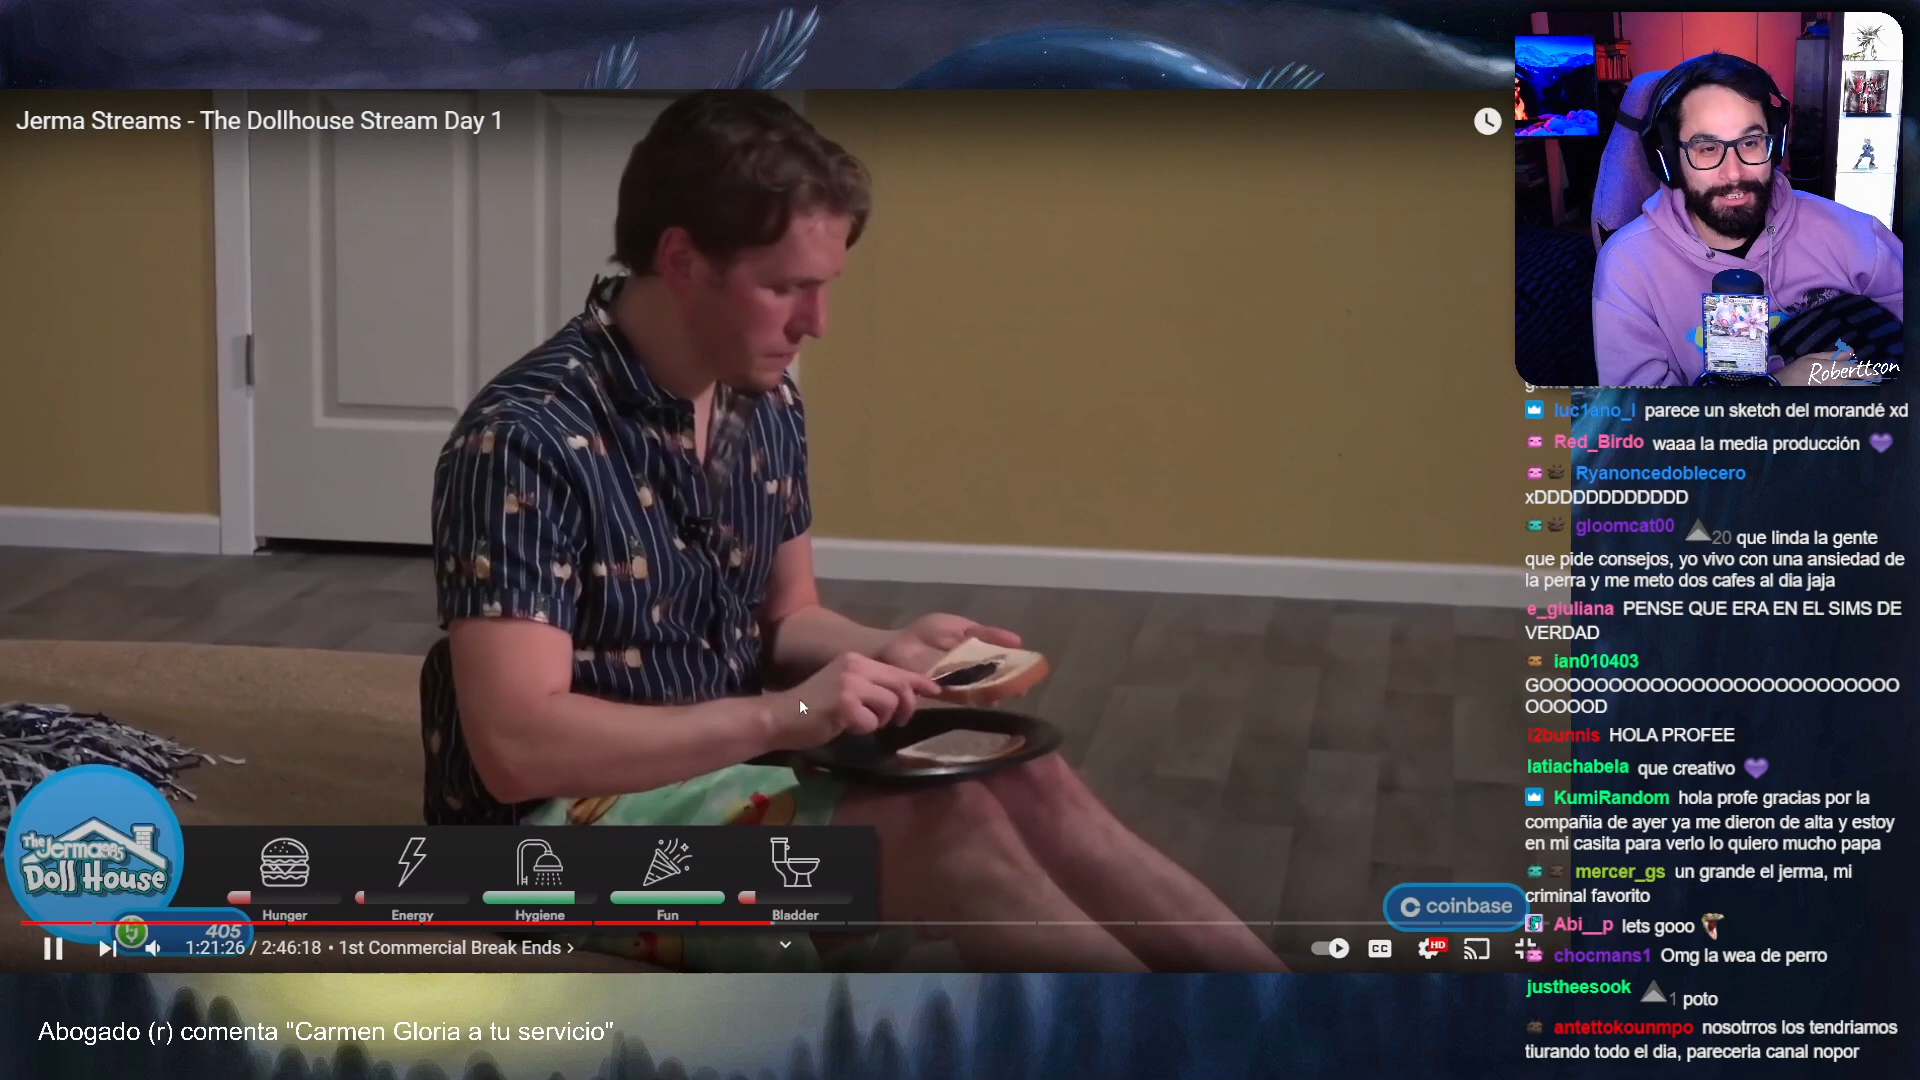 Jerma Streams - The Dollhouse Stream Day 1
The Jerma985
Doll House
Hunger
Energy
Hygiene
Fun
Bladder
405
coinbase
1:21:26 / 2:46:18 • 1st Commercial Break Ends >
CC
HD
Abogado (r) comenta "Carmen Gloria a tu servicio"
Roberttson
luc1ano_l parece un sketch del morandé xd
Red_Birdo waaa la media producción
Ryanoncedoblecero
xDDDDDDDDDDDD
gloomcat00 20 que linda la gente
que pide consejos, yo vivo con una ansiedad de
la perra y me meto dos cafes al dia jaja
e_giuliana PENSE QUE ERA EN EL SIMS DE
VERDAD
ian010403
GOOOOOOOOOOOOOOOOOOOOOOOOOO
OOOOOOD
i2bunnis HOLA PROFEE
latiachabela que creativo
KumiRandom hola profe gracias por la
compañia de ayer ya me dieron de alta y estoy
en mi casita para verlo lo quiero mucho papa
mercer_gs un grande el jerma, mi
criminal favorito
Abi__p lets gooo
chocmans1 Omg la wea de perro
justheesook 1 poto
antettokounmpo nosotrros los tendriamos
tiurando todo el dia, pareceria canal nopor